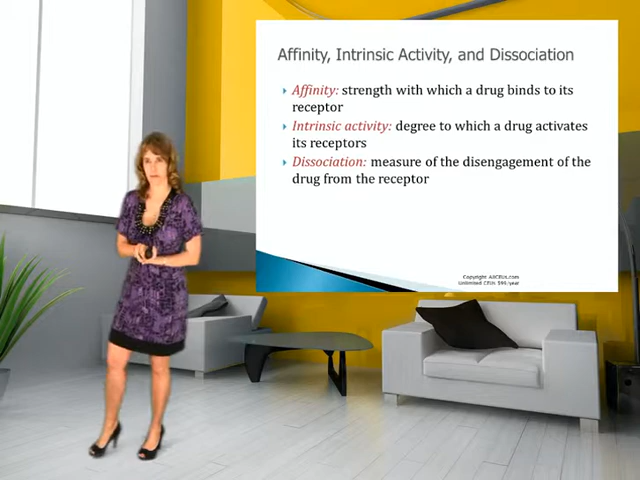 Affinity, Intrinsic Activity, and Dissociation
Affinity: strength with which a drug binds to its
receptor
Intrinsic activity: degree to which a drug activates
its receptors
Dissociation: measure of the disengagement of the
drug from the receptor
Copyright AllCEUs.com
Unlimited CEUs $99/year